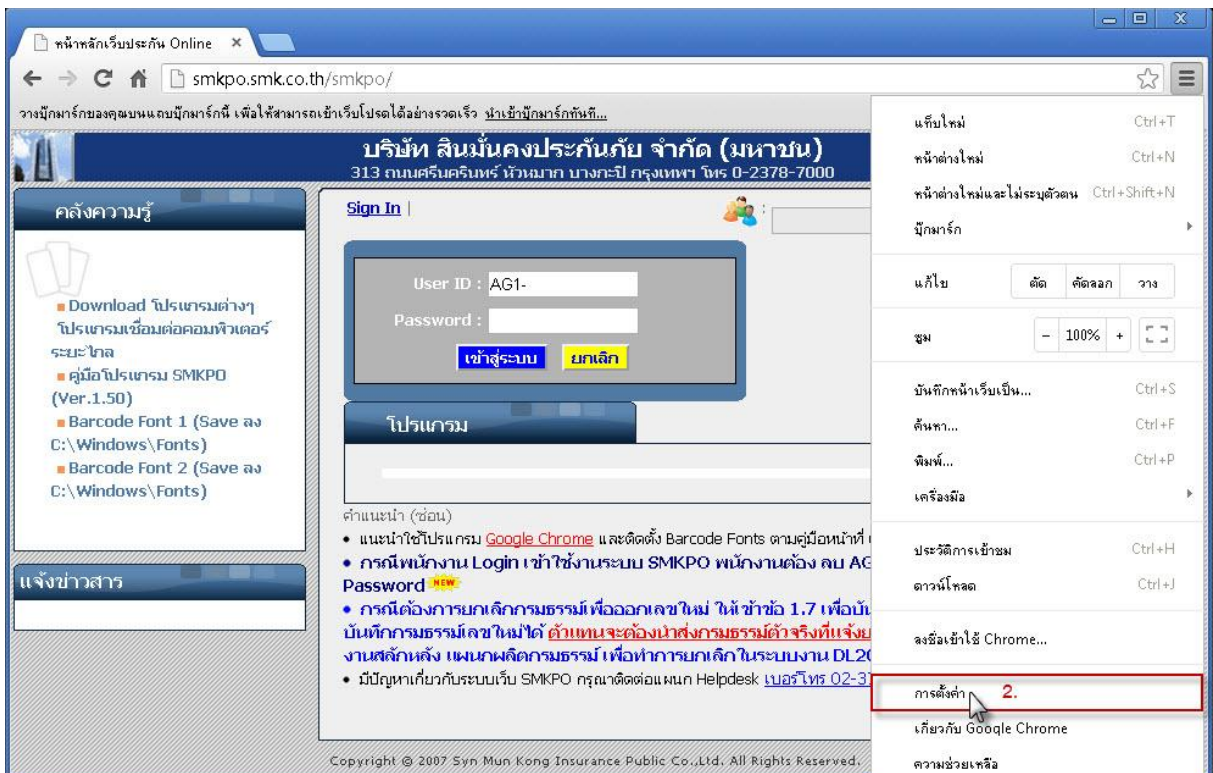 หน้าหลักเว็บประกัน Online
smkpo.smk.co.th/smkpo/
วางบุ๊กมาร์กของคุณบนแถบบุ๊กมาร์กนี้ เพื่อให้สามารถเข้าเว็บโปรดได้อย่างรวดเร็ว นำเข้าบุ๊กมาร์กทันที...
บริษัท สินมั่นคงประกันภัย จำกัด (มหาชน)
313 ถนนศรีนครินทร์ หัวหมาก บางกะปิ กรุงเทพฯ โทร 0-2378-7000
คลังความรู้
Download โปรแกรมต่างๆ
โปรแกรมเชื่อมต่อคอมพิวเตอร์
ระยะไกล
คู่มือโปรแกรม SMKPO
(Ver.1.50)
Barcode Font 1 (Save ลง
C:\Windows\Fonts)
Barcode Font 2 (Save ลง
C:\Windows\Fonts)
แจ้งข่าวสาร
Sign In |
:
User ID : AG1-
Password :
เข้าสู่ระบบ ยกเลิก
โปรแกรม
คำแนะนำ (ซ่อน)
• แนะนำใช้โปรแกรม Google Chrome และติดตั้ง Barcode Fonts ตามคู่มือหน้าที่
• กรณีพนักงาน Login เข้าใช้งานระบบ SMKPO พนักงานต้อง ลบ AG
Password NEW
• กรณีต้องการยกเลิกกรมธรรม์เพื่อออกเลขใหม่ ให้เข้าข้อ 1.7 เพื่อบัน
บันทึกกรมธรรม์เลขใหม่ได้ ตัวแทนจะต้องนำส่งกรมธรรม์ตัวจริงที่แจ้งย
งานสลักหลัง แผนกผลิตกรมธรรม์ เพื่อทำการยกเลิกในระบบงาน DL20
• มีปัญหาเกี่ยวกับระบบเว็บ SMKPO กรุณาติดต่อแผนก Helpdesk เบอร์โทร 02-3
Copyright @ 2007 Syn Mun Kong Insurance Public Co.,Ltd. All Rights Reserved.
แท็บใหม่ Ctrl+T
หน้าต่างใหม่ Ctrl+N
หน้าต่างใหม่และไม่ระบุตัวตน Ctrl+Shift+N
บุ๊กมาร์ก
แก้ไข ตัด คัดลอก วาง
ซูม - 100% +
บันทึกหน้าเว็บเป็น... Ctrl+S
ค้นหา... Ctrl+F
พิมพ์... Ctrl+P
เครื่องมือ
ประวัติการเข้าชม Ctrl+H
ดาวน์โหลด Ctrl+J
ลงชื่อเข้าใช้ Chrome...
การตั้งค่า 2.
เกี่ยวกับ Google Chrome
ความช่วยเหลือ